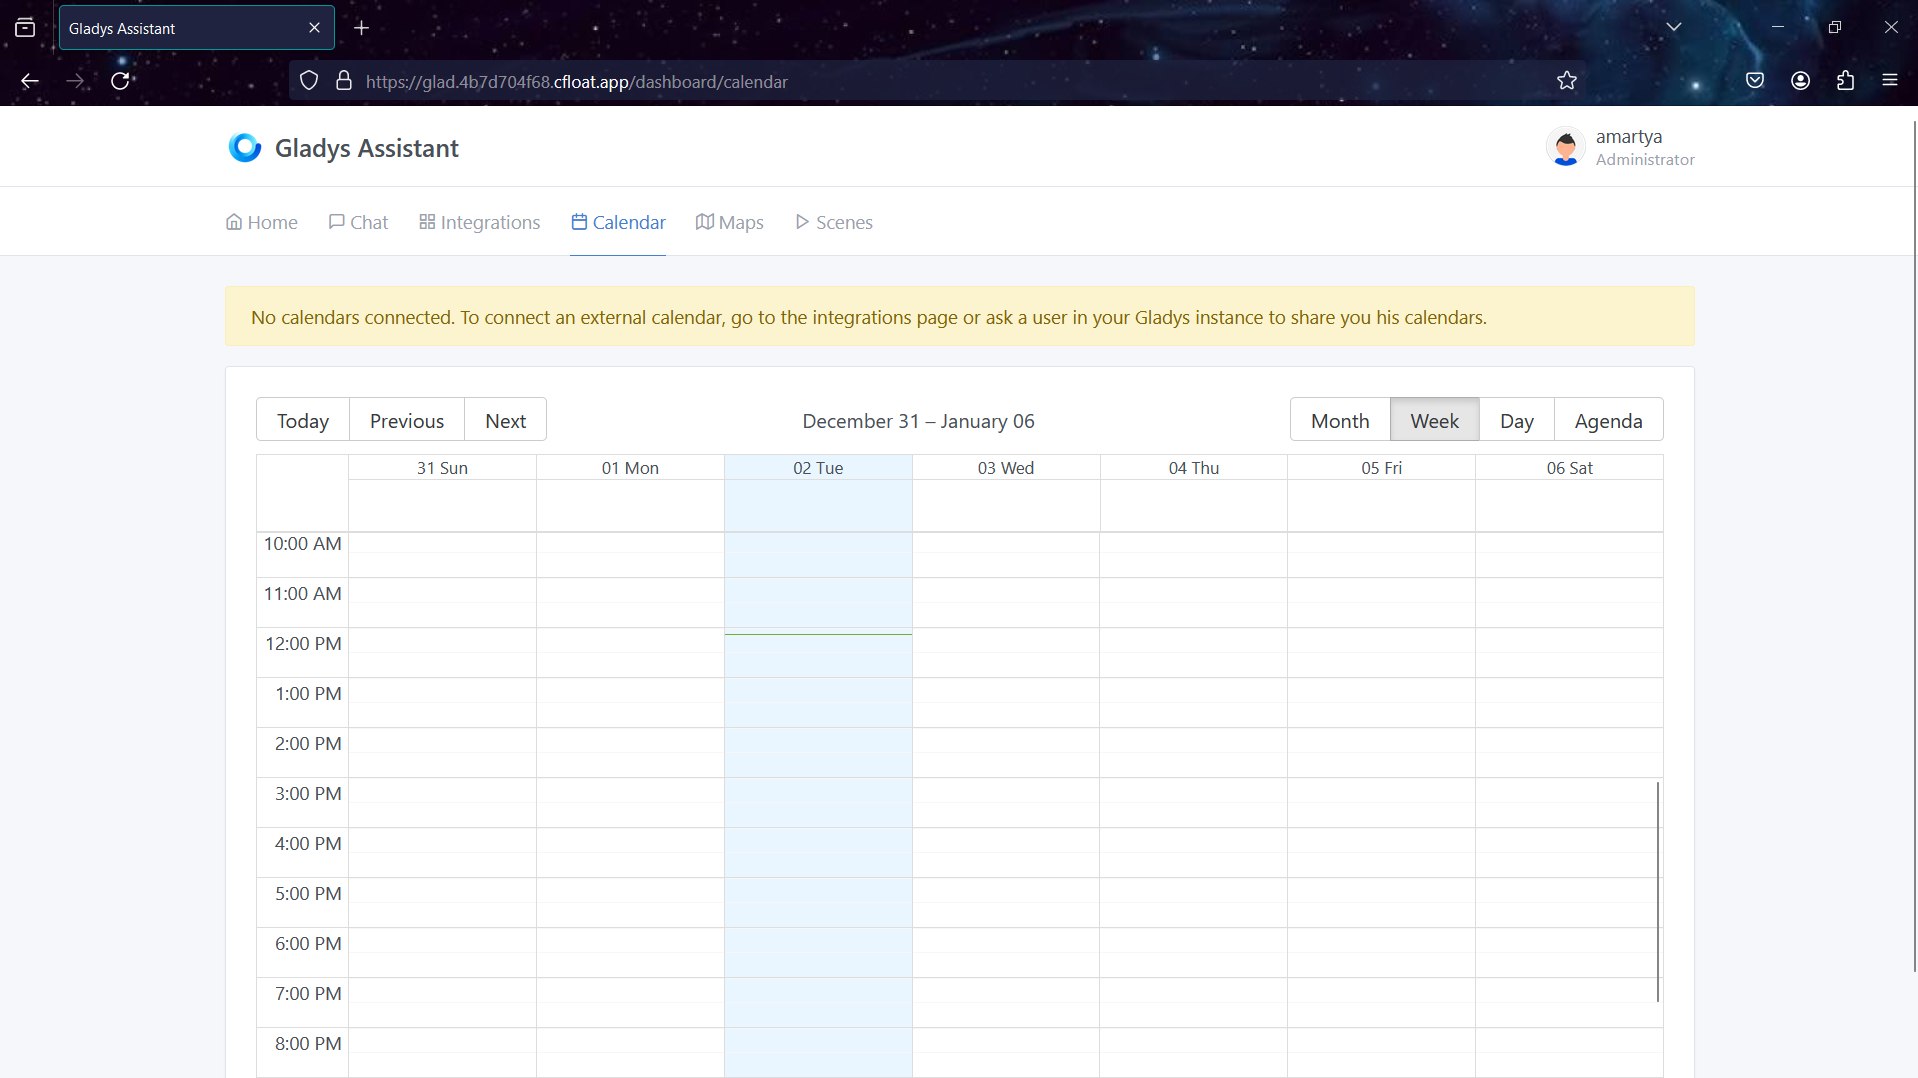 Gladys Assistant
https://glad.4b7d704f68.cfloat.app/dashboard/calendar
Gladys Assistant
amartya
Administrator
Home Chat Integrations Calendar Maps Scenes
No calendars connected. To connect an external calendar, go to the integrations page or ask a user in your Gladys instance to share you his calendars.
Today Previous Next December 31 – January 06 Month Week Day Agenda
31 Sun 01 Mon 02 Tue 03 Wed 04 Thu 05 Fri 06 Sat
10:00 AM
11:00 AM
12:00 PM
1:00 PM
2:00 PM
3:00 PM
4:00 PM
5:00 PM
6:00 PM
7:00 PM
8:00 PM